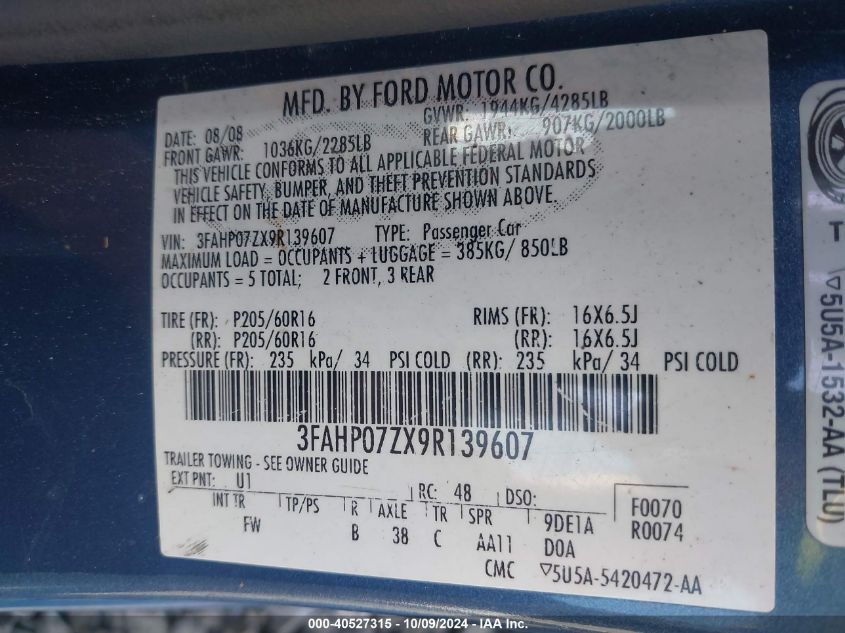 MFD. BY FORD MOTOR CO.
DATE: 08/08 GVWR: 1944KG/4285LB
FRONT GAWR: 1036KG/2285LB REAR GAWR: 907KG/2000LB
THIS VEHICLE CONFORMS TO ALL APPLICABLE FEDERAL MOTOR
VEHICLE SAFETY, BUMPER, AND THEFT PREVENTION STANDARDS
IN EFFECT ON THE DATE OF MANUFACTURE SHOWN ABOVE.
VIN: 3FAHP07ZX9R139607 TYPE: Passenger Car
MAXIMUM LOAD = OCCUPANTS + LUGGAGE = 385KG/ 850LB
OCCUPANTS = 5 TOTAL; 2 FRONT, 3 REAR
TIRE (FR): P205/60R16 RIMS (FR): 16X6.5J
(RR): P205/60R16 (RR): 16X6.5J
PRESSURE (FR): 235 kPa/ 34 PSI COLD (RR): 235 kPa/ 34 PSI COLD
3FAHP07ZX9R139607
TRAILER TOWING - SEE OWNER GUIDE
EXT PNT: U1 RC: 48 DSO: F0070
INT TR TP/PS R AXLE TR SPR 9DE1A R0074
FW B 38 C AA11 D0A
CMC ▽5U5A-5420472-AA
T ▽5U5A-1532-AA (TLU)
000-40527315 - 10/09/2024 - IAA Inc.